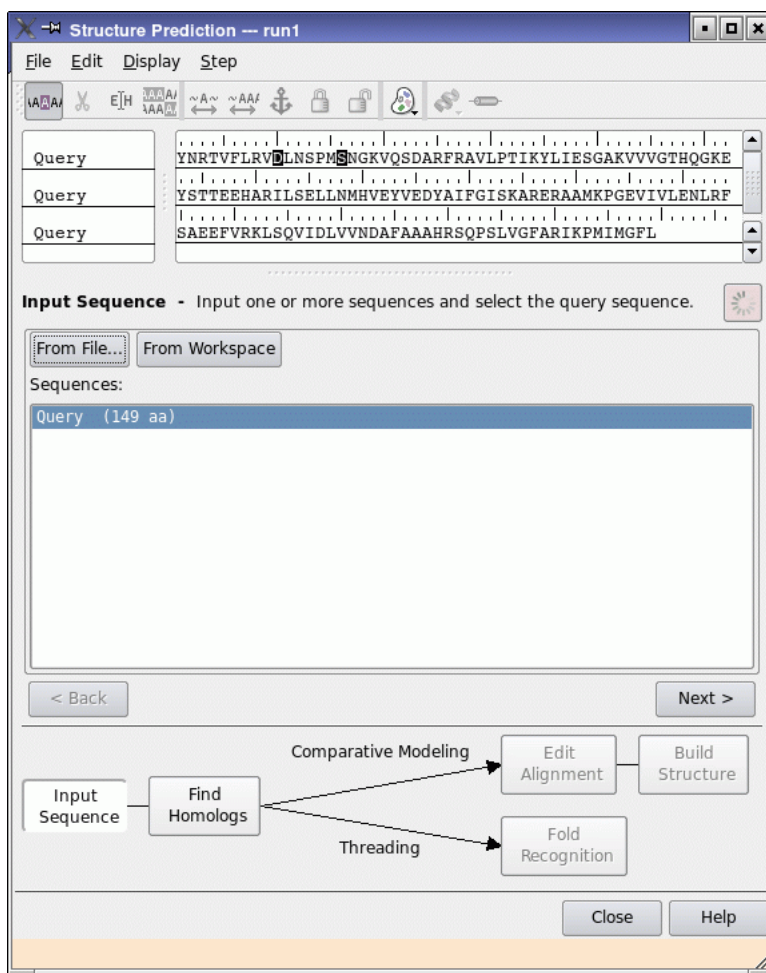 Structure Prediction --- run1
File Edit Display Step
Query YNRTVFLRVDLNSPMSNGKVQSDARFRAVLPTIKYLIESGAKVVVGTHQGKE
Query YSTTEEHARILSELLNMHVEYVEDYAIFGISKARERAAMKPGEVIVLENLRF
Query SAEEFVRKLSQVIDLVVNDAFAAAHRSQPSLVGFARIKPMIMGFL
Input Sequence - Input one or more sequences and select the query sequence.
From File... From Workspace
Sequences:
Query (149 aa)
< Back Next >
Comparative Modeling
Edit Alignment
Build Structure
Input Sequence
Find Homologs
Threading
Fold Recognition
Close Help